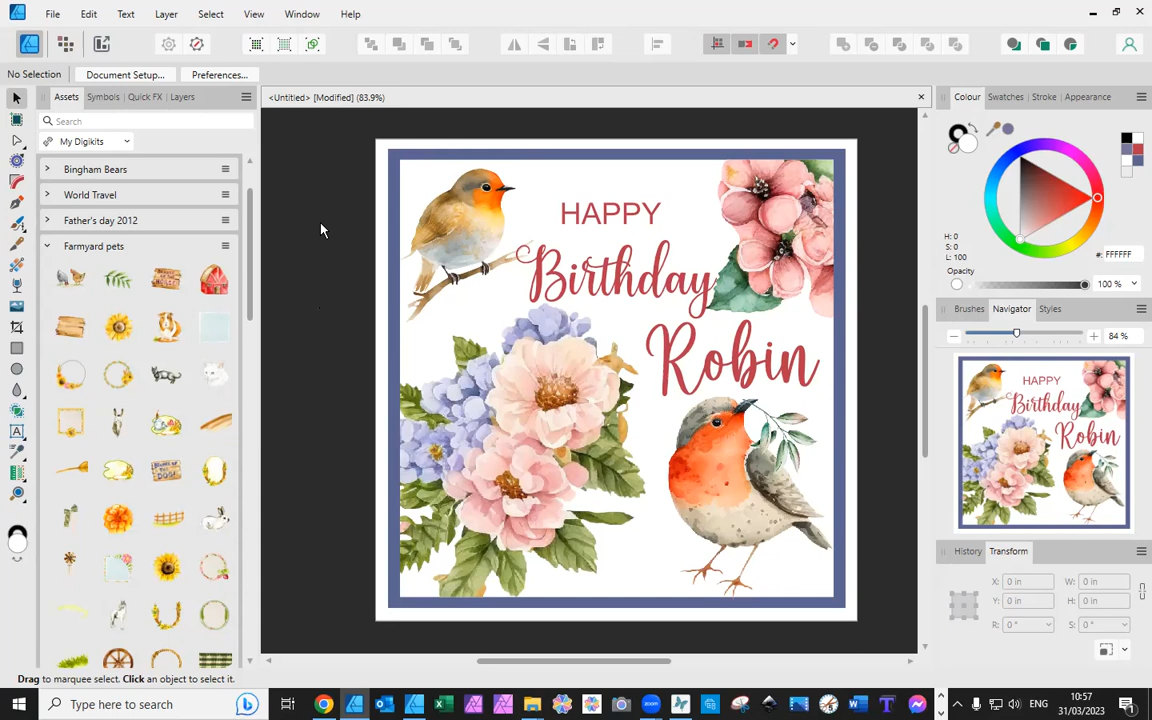 File Edit Text Layer Select View Window Help
No Selection Document Setup... Preferences...
Assets Symbols Quick FX Layers
<Untitled> [Modified] (83.9%)
Colour Swatches Stroke Appearance
Search
My Digikits
Bingham Bears
World Travel
Father's day 2012
Farmyard pets
HAPPY
Birthday
Robin
H: 0
S: 0
L: 100
#: FFFFFF
Opacity
100 %
Brushes Navigator Styles
84 %
HAPPY
Birthday
Robin
History Transform
X: 0 in W: 0 in
Y: 0 in H: 0 in
R: 0 ° S: 0 °
Drag to marquee select. Click an object to select it.
Type here to search
ENG
10:57
31/03/2023